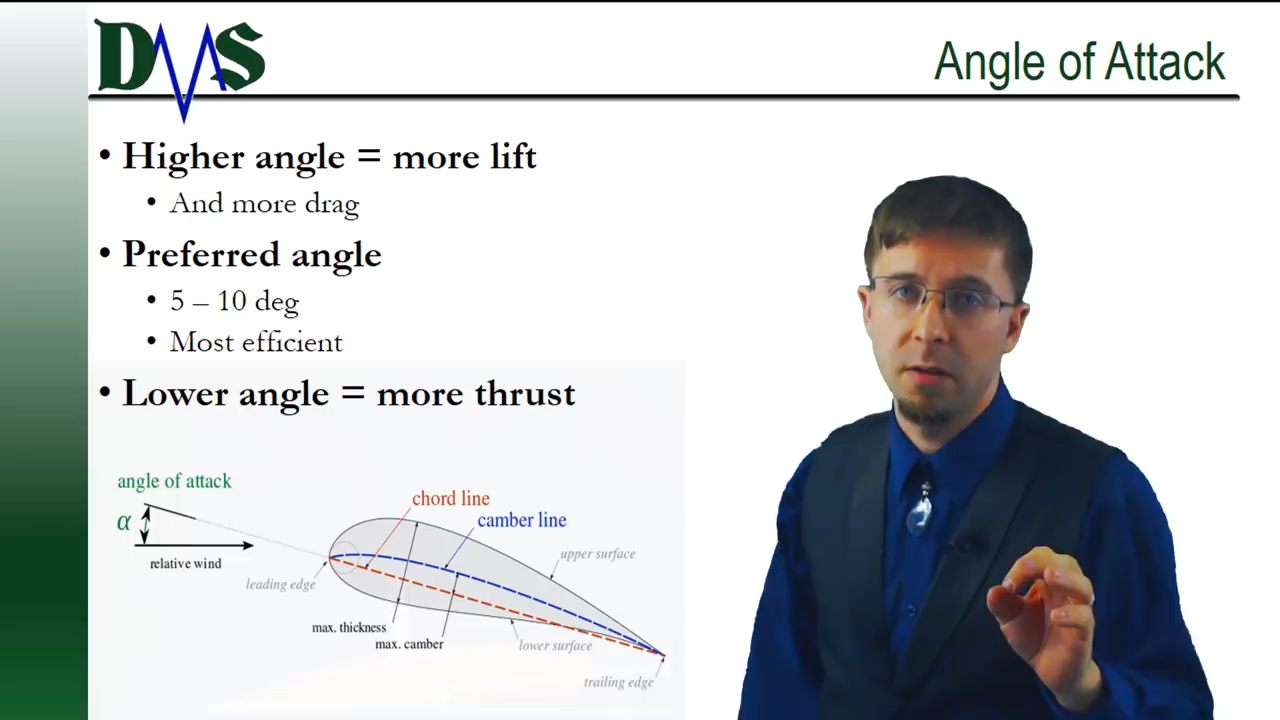 DMS
Angle of Attack
• Higher angle = more lift
• And more drag
• Preferred angle
• 5 – 10 deg
• Most efficient
• Lower angle = more thrust
angle of attack
α
relative wind
chord line
camber line
upper surface
leading edge
max. thickness
max. camber
lower surface
trailing edge